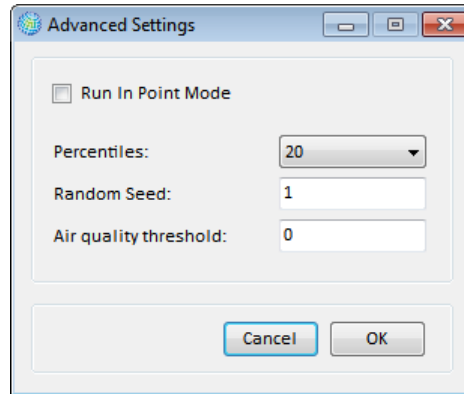 Advanced Settings
Run In Point Mode
Percentiles: 20
Random Seed: 1
Air quality threshold: 0
Cancel OK